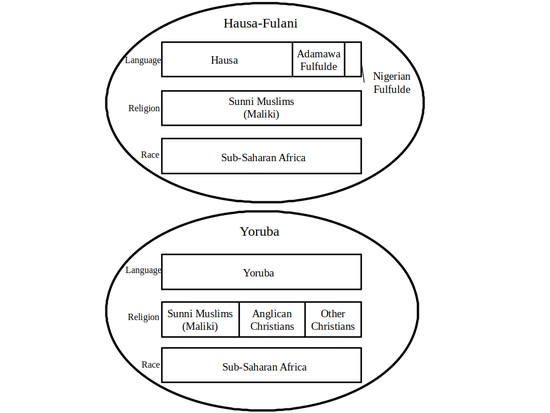 Hausa-Fulani
Language
Hausa
Adamawa
Fulfulde
Nigerian
Fulfulde
Religion
Sunni Muslims
(Maliki)
Race
Sub-Saharan Africa
Yoruba
Language
Yoruba
Religion
Sunni Muslims
(Maliki)
Anglican
Christians
Other
Christians
Race
Sub-Saharan Africa